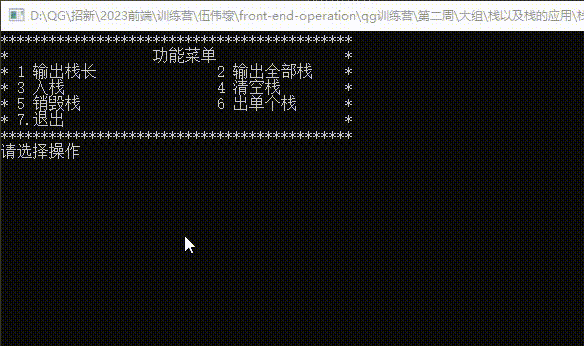 D:\QG\招新\2023前端\训练营\伍伟塚\front-end-operation\qg训练营\第二周\大组\栈以及栈的应用\
********************************************
* 功能菜单 *
* 1 输出栈长 2 输出全部栈 *
* 3 入栈 4 清空栈 *
* 5 销毁栈 6 出单个栈 *
* 7.退出 *
********************************************
请选择操作